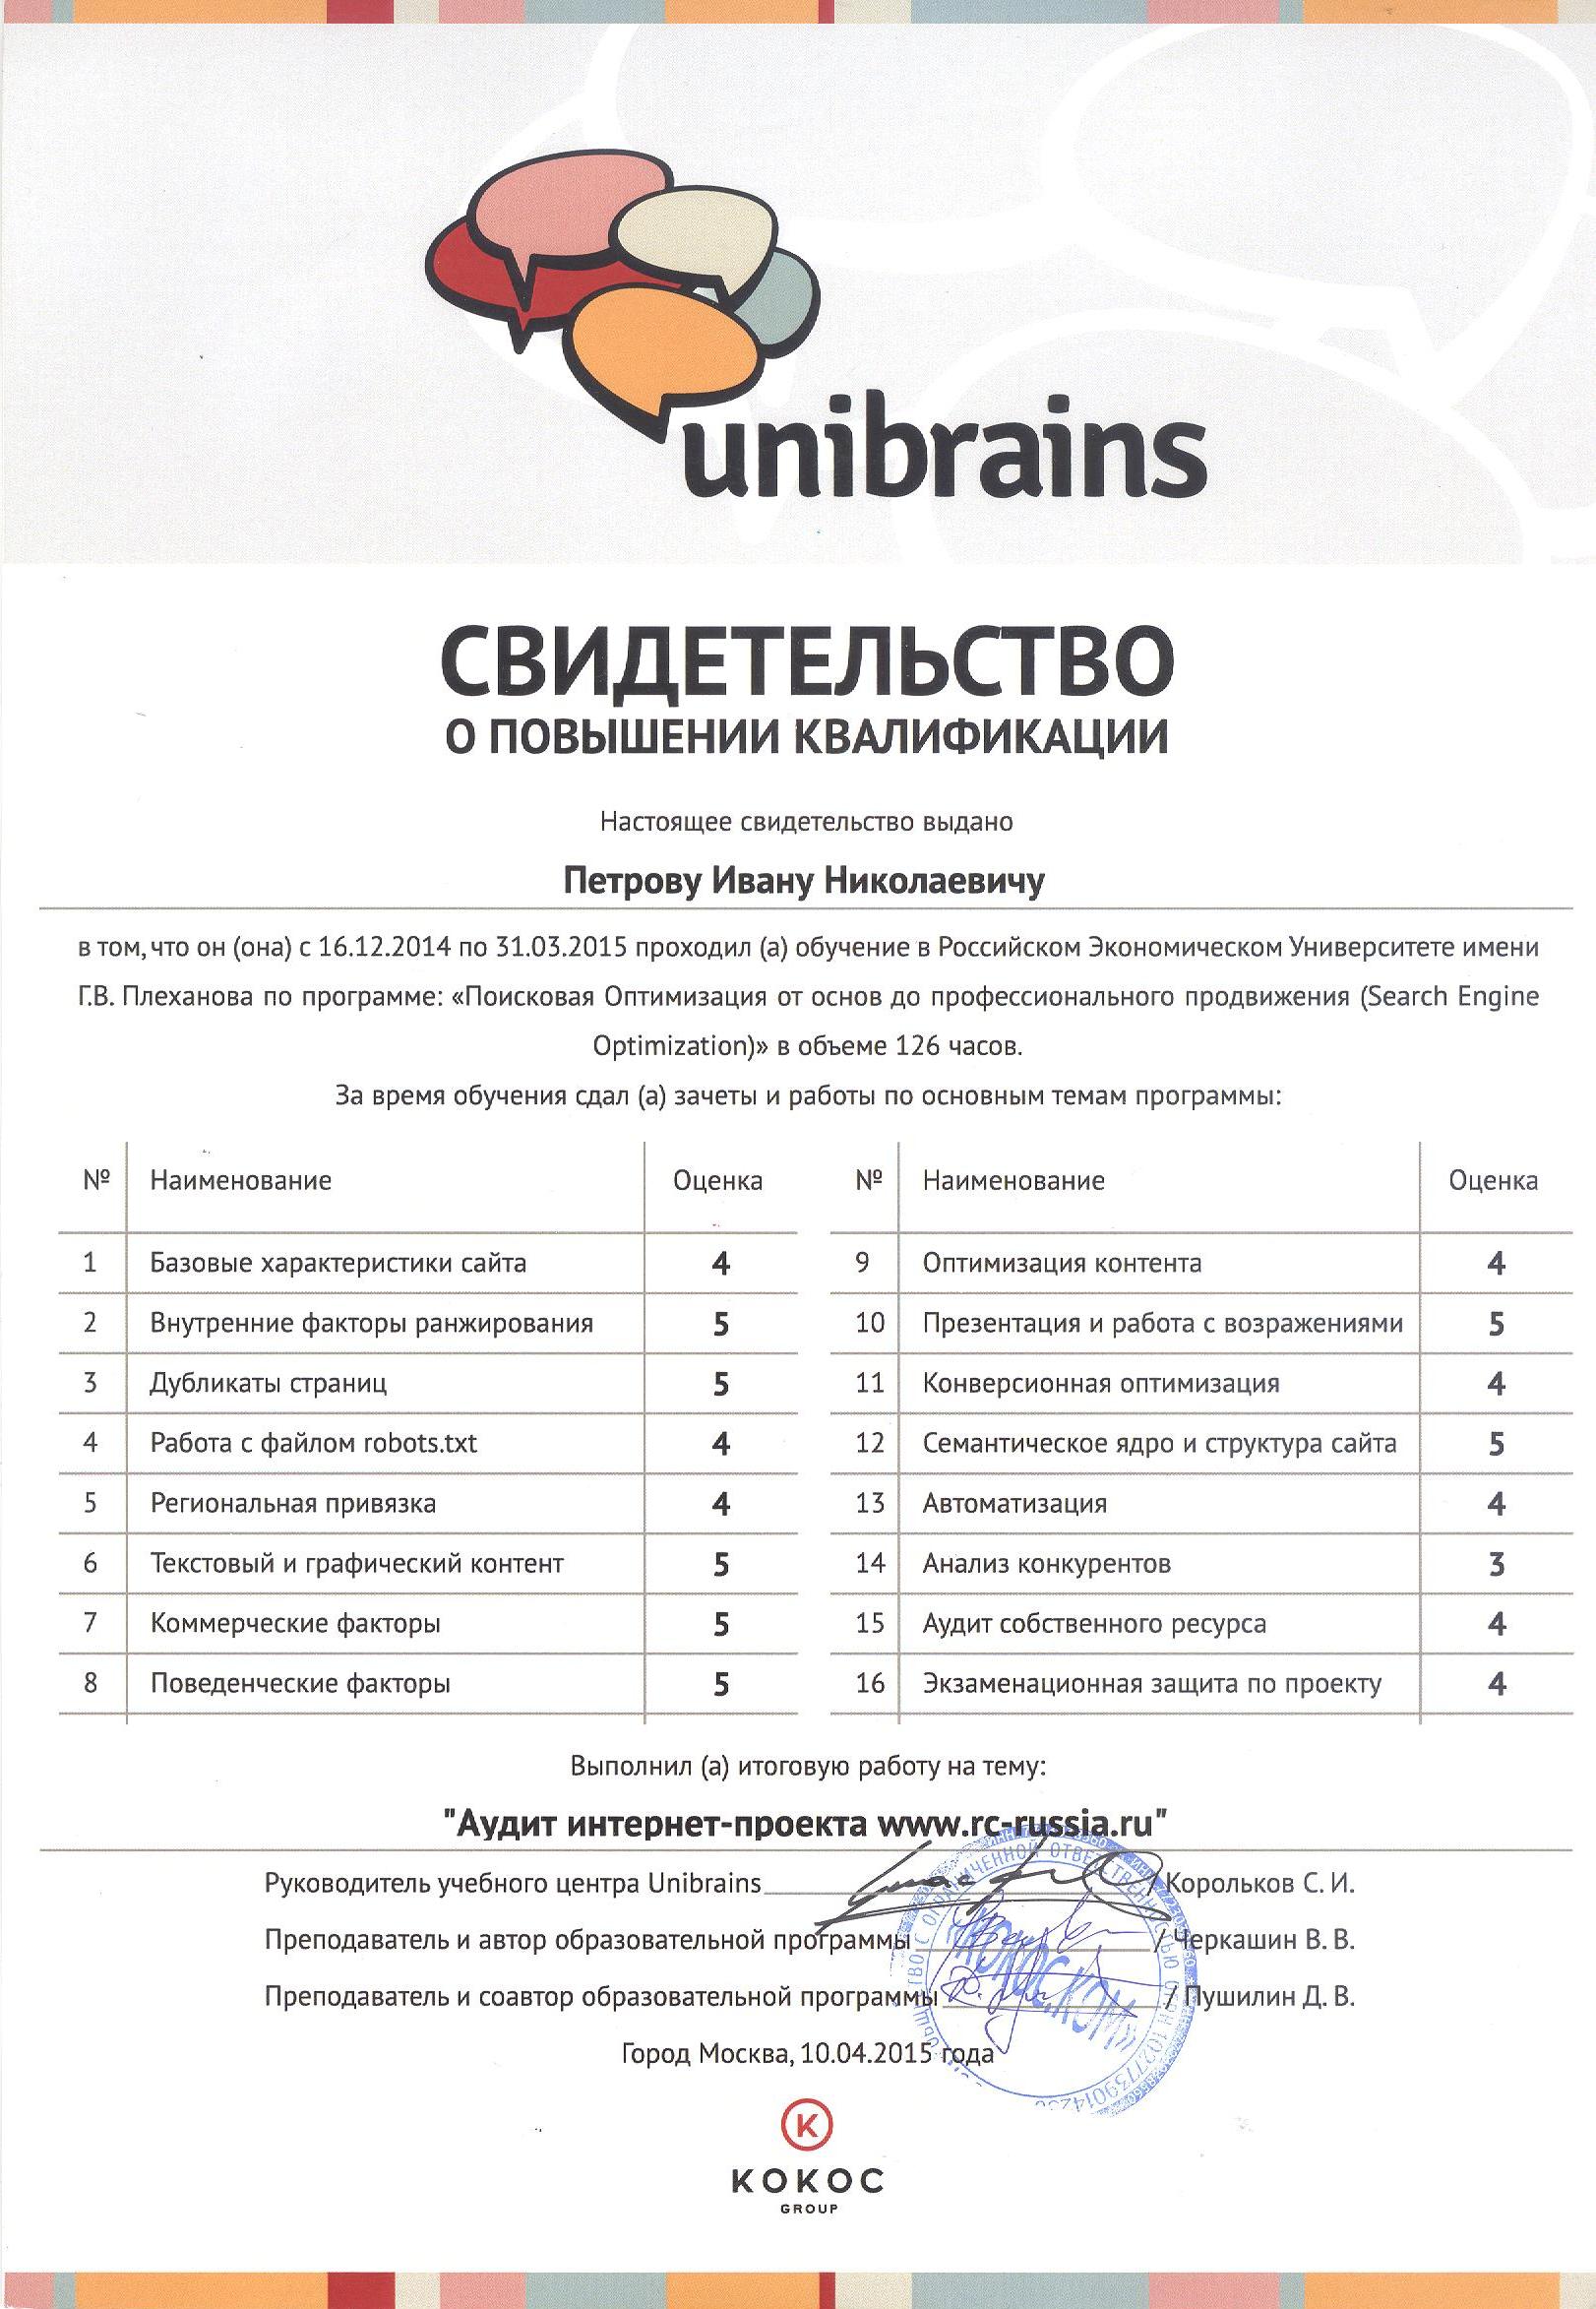 unibrains
СВИДЕТЕЛЬСТВО
О ПОВЫШЕНИИ КВАЛИФИКАЦИИ
Настоящее свидетельство выдано
Петрову Ивану Николаевичу
в том, что он (она) с 16.12.2014 по 31.03.2015 проходил (а) обучение в Российском Экономическом Университете имени
Г.В. Плеханова по программе: «Поисковая Оптимизация от основ до профессионального продвижения (Search Engine
Optimization)» в объеме 126 часов.
За время обучения сдал (а) зачеты и работы по основным темам программы:
№ Наименование Оценка № Наименование Оценка
1 Базовые характеристики сайта 4 9 Оптимизация контента 4
2 Внутренние факторы ранжирования 5 10 Презентация и работа с возражениями 5
3 Дубликаты страниц 5 11 Конверсионная оптимизация 4
4 Работа с файлом robots.txt 4 12 Семантическое ядро и структура сайта 5
5 Региональная привязка 4 13 Автоматизация 4
6 Текстовый и графический контент 5 14 Анализ конкурентов 3
7 Коммерческие факторы 5 15 Аудит собственного ресурса 4
8 Поведенческие факторы 5 16 Экзаменационная защита по проекту 4
Выполнил (а) итоговую работу на тему:
"Аудит интернет-проекта www.rc-russia.ru"
Руководитель учебного центра Unibrains / Корольков С. И.
Преподаватель и автор образовательной программы / Черкашин В. В.
Преподаватель и соавтор образовательной программы / Пушилин Д. В.
ОБЩЕСТВО С ОГРАНИЧЕННОЙ ОТВЕТСТВЕННОСТЬЮ
«КОКОС.КОМ»
Город Москва, 10.04.2015 года
К
КОКОС
GROUP